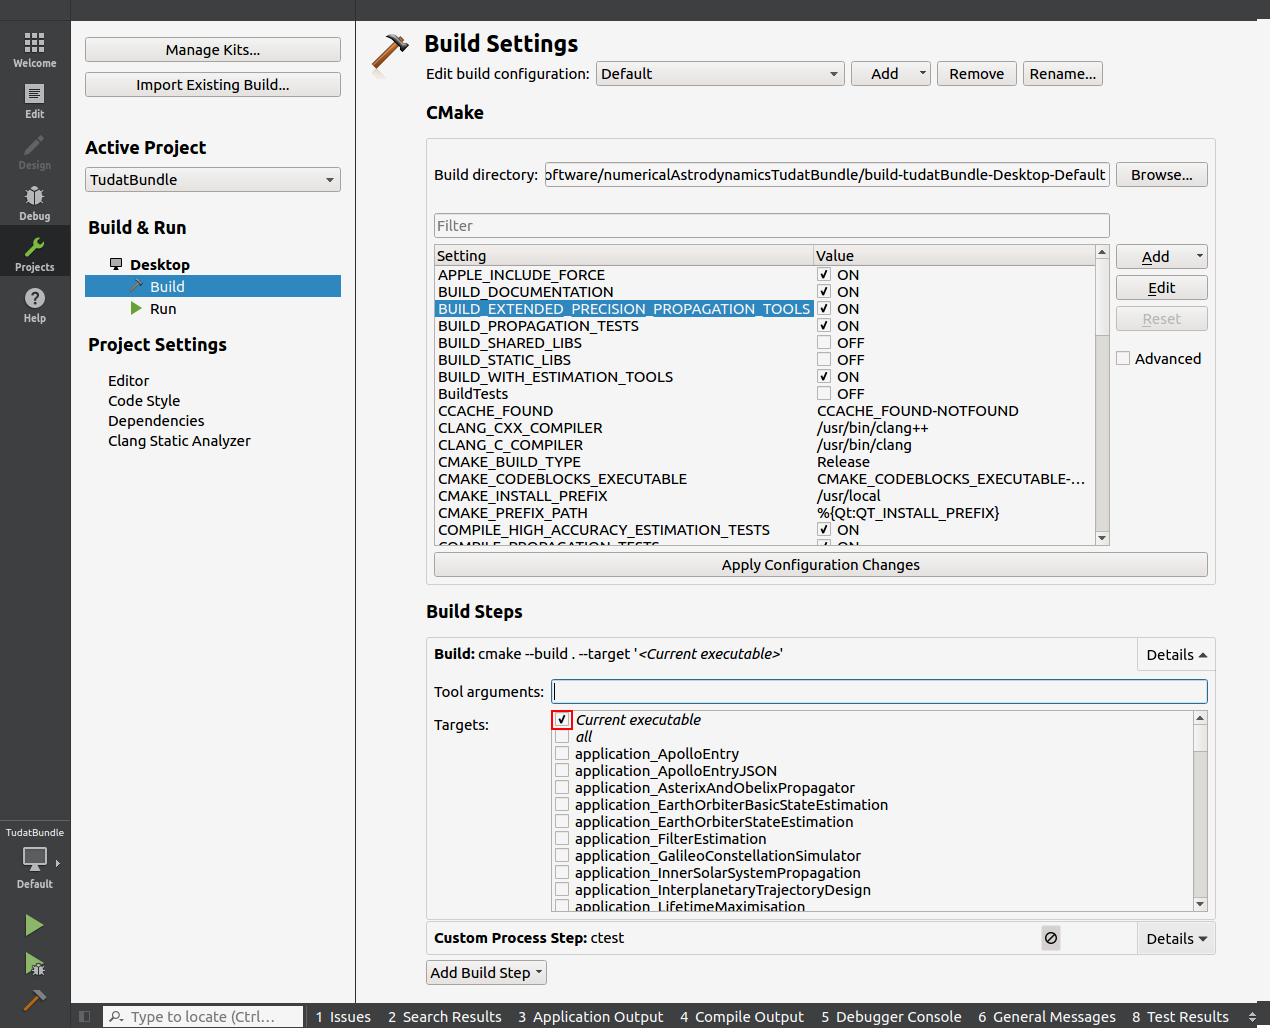 Welcome
Edit
Design
Debug
Projects
Help
TudatBundle
Default
Manage Kits...
Import Existing Build...
Active Project
TudatBundle
Build & Run
Desktop
Build
Run
Project Settings
Editor
Code Style
Dependencies
Clang Static Analyzer
Build Settings
Edit build configuration: Default Add Remove Rename...
CMake
Build directory: oftware/numericalAstrodynamicsTudatBundle/build-tudatBundle-Desktop-Default Browse...
Filter
Setting Value
APPLE_INCLUDE_FORCE ON
BUILD_DOCUMENTATION ON
BUILD_EXTENDED_PRECISION_PROPAGATION_TOOLS ON
BUILD_PROPAGATION_TESTS ON
BUILD_SHARED_LIBS OFF
BUILD_STATIC_LIBS OFF
BUILD_WITH_ESTIMATION_TOOLS ON
BuildTests OFF
CCACHE_FOUND CCACHE_FOUND-NOTFOUND
CLANG_CXX_COMPILER /usr/bin/clang++
CLANG_C_COMPILER /usr/bin/clang
CMAKE_BUILD_TYPE Release
CMAKE_CODEBLOCKS_EXECUTABLE CMAKE_CODEBLOCKS_EXECUTABLE-...
CMAKE_INSTALL_PREFIX /usr/local
CMAKE_PREFIX_PATH %{Qt:QT_INSTALL_PREFIX}
COMPILE_HIGH_ACCURACY_ESTIMATION_TESTS ON
COMPILE_PROPAGATION_TESTS ON
Add
Edit
Reset
Advanced
Apply Configuration Changes
Build Steps
Build: cmake --build . --target '<Current executable>' Details
Tool arguments:
Targets:
Current executable
all
application_ApolloEntry
application_ApolloEntryJSON
application_AsterixAndObelixPropagator
application_EarthOrbiterBasicStateEstimation
application_EarthOrbiterStateEstimation
application_FilterEstimation
application_GalileoConstellationSimulator
application_InnerSolarSystemPropagation
application_InterplanetaryTrajectoryDesign
application_LifetimeMaximisation
Custom Process Step: ctest Details
Add Build Step
Type to locate (Ctrl... 1 Issues 2 Search Results 3 Application Output 4 Compile Output 5 Debugger Console 6 General Messages 8 Test Results